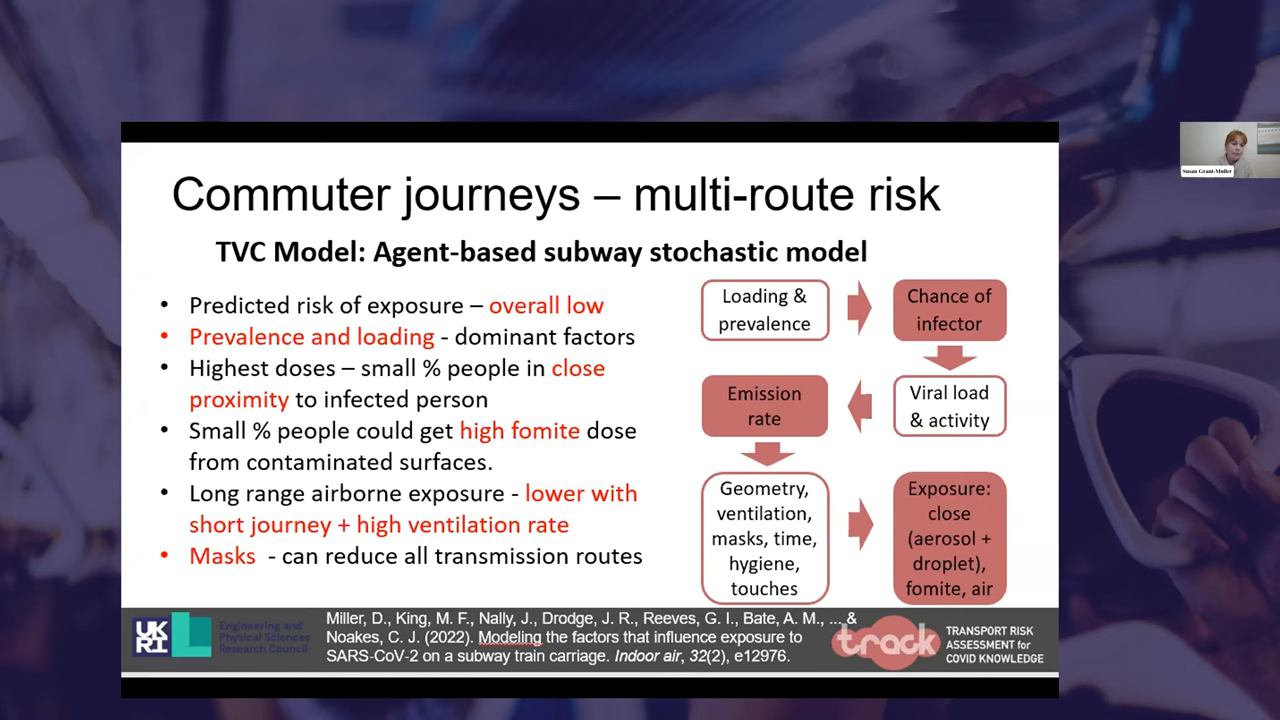 Commuter journeys – multi-route risk
TVC Model: Agent-based subway stochastic model
• Predicted risk of exposure – overall low
• Prevalence and loading - dominant factors
• Highest doses – small % people in close
proximity to infected person
• Small % people could get high fomite dose
from contaminated surfaces.
• Long range airborne exposure - lower with
short journey + high ventilation rate
• Masks - can reduce all transmission routes
Loading &
prevalence
Chance of
infector
Viral load
& activity
Emission
rate
Geometry,
ventilation,
masks, time,
hygiene,
touches
Exposure:
close
(aerosol +
droplet),
fomite, air
UK
RI
Engineering and
Physical Sciences
Research Council
Miller, D., King, M. F., Nally, J., Drodge, J. R., Reeves, G. I., Bate, A. M., ... &
Noakes, C. J. (2022). Modeling the factors that influence exposure to
SARS-CoV-2 on a subway train carriage. Indoor air, 32(2), e12976.
track
TRANSPORT RISK
ASSESSMENT for
COVID KNOWLEDGE
Susan Grant-Muller